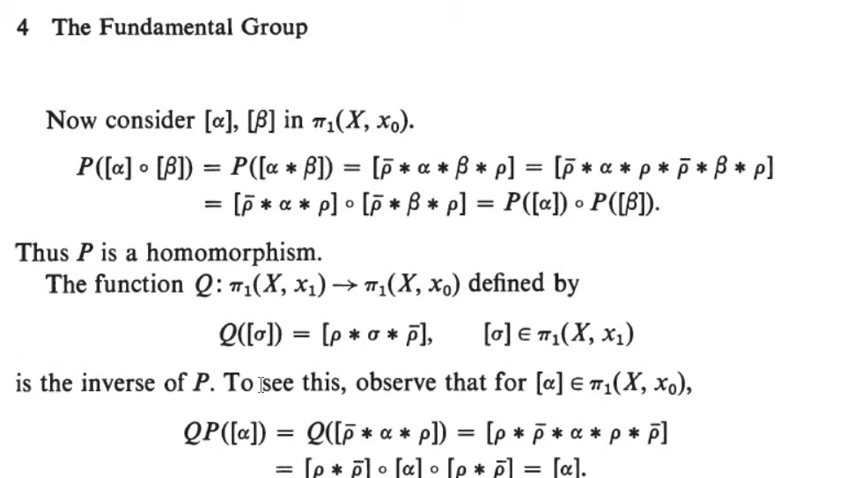 4 The Fundamental Group
Now consider [α], [β] in π₁(X, x₀).
P([α] ∘ [β]) = P([α * β]) = [ρ̄ * α * β * ρ] = [ρ̄ * α * ρ * ρ̄ * β * ρ]
= [ρ̄ * α * ρ] ∘ [ρ̄ * β * ρ] = P([α]) ∘ P([β]).
Thus P is a homomorphism.
The function Q: π₁(X, x₁) → π₁(X, x₀) defined by
Q([σ]) = [ρ * σ * ρ̄], [σ] ∈ π₁(X, x₁)
is the inverse of P. To see this, observe that for [α] ∈ π₁(X, x₀),
QP([α]) = Q([ρ̄ * α * ρ]) = [ρ * ρ̄ * α * ρ * ρ̄]
= [ρ * ρ̄] ∘ [α] ∘ [ρ * ρ̄] = [α].